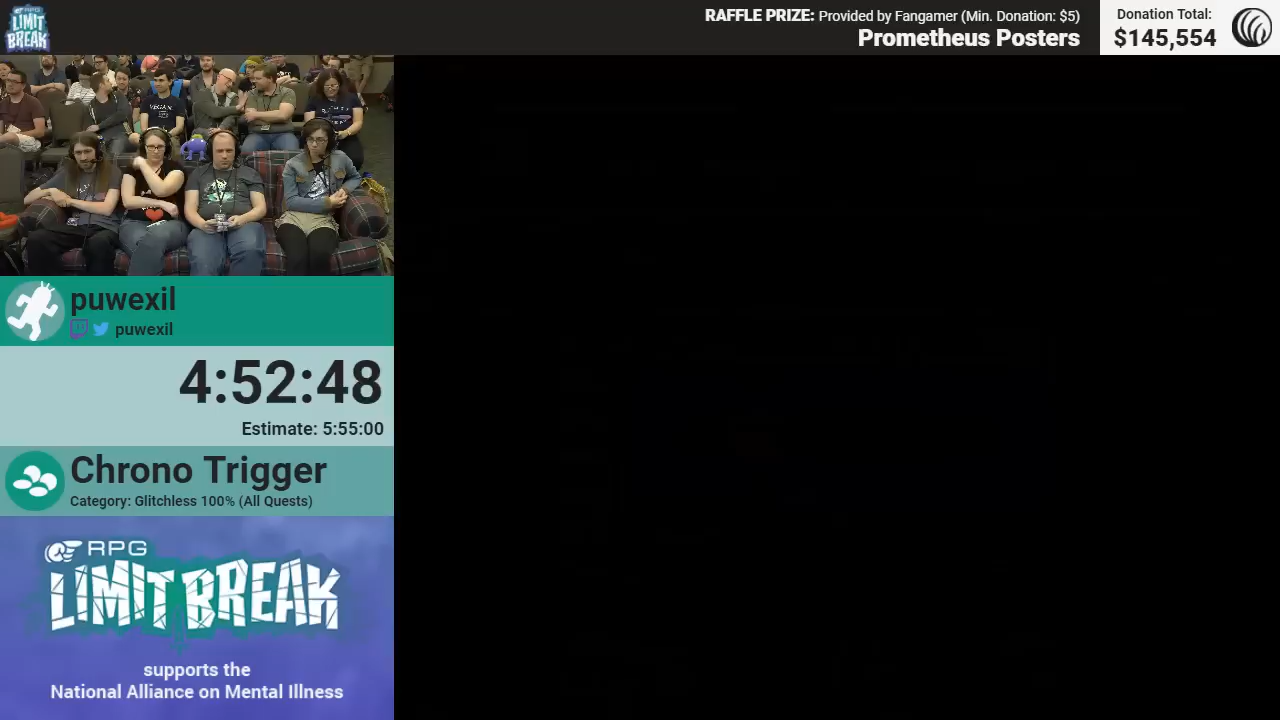 LIMIT
BREAK
RAFFLE PRIZE: Provided by Fangamer (Min. Donation: $5)
Prometheus Posters
Donation Total:
$145,554
VEGAN
puwexil
puwexil
4:52:48
Estimate: 5:55:00
Chrono Trigger
Category: Glitchless 100% (All Quests)
RPG
LIMIT BREAK
supports the
National Alliance on Mental Illness